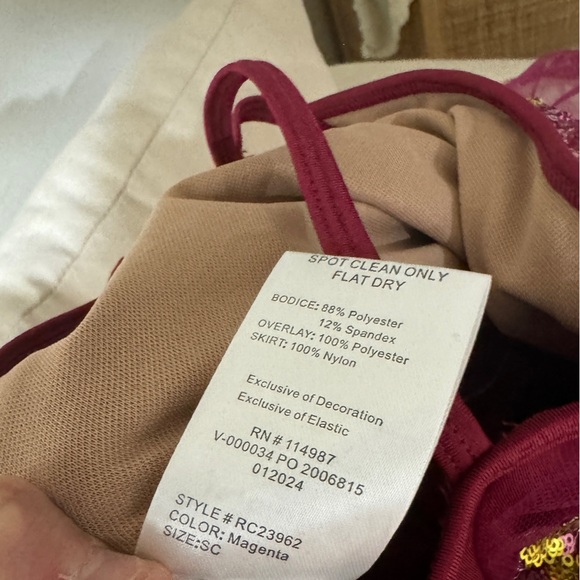 SPOT CLEAN ONLY
FLAT DRY
BODICE: 88% Polyester
12% Spandex
OVERLAY: 100% Polyester
SKIRT: 100% Nylon
Exclusive of Decoration
Exclusive of Elastic
RN # 114987
V-000034 PO 2006815
012024
STYLE # RC23962
COLOR: Magenta
SIZE:SC